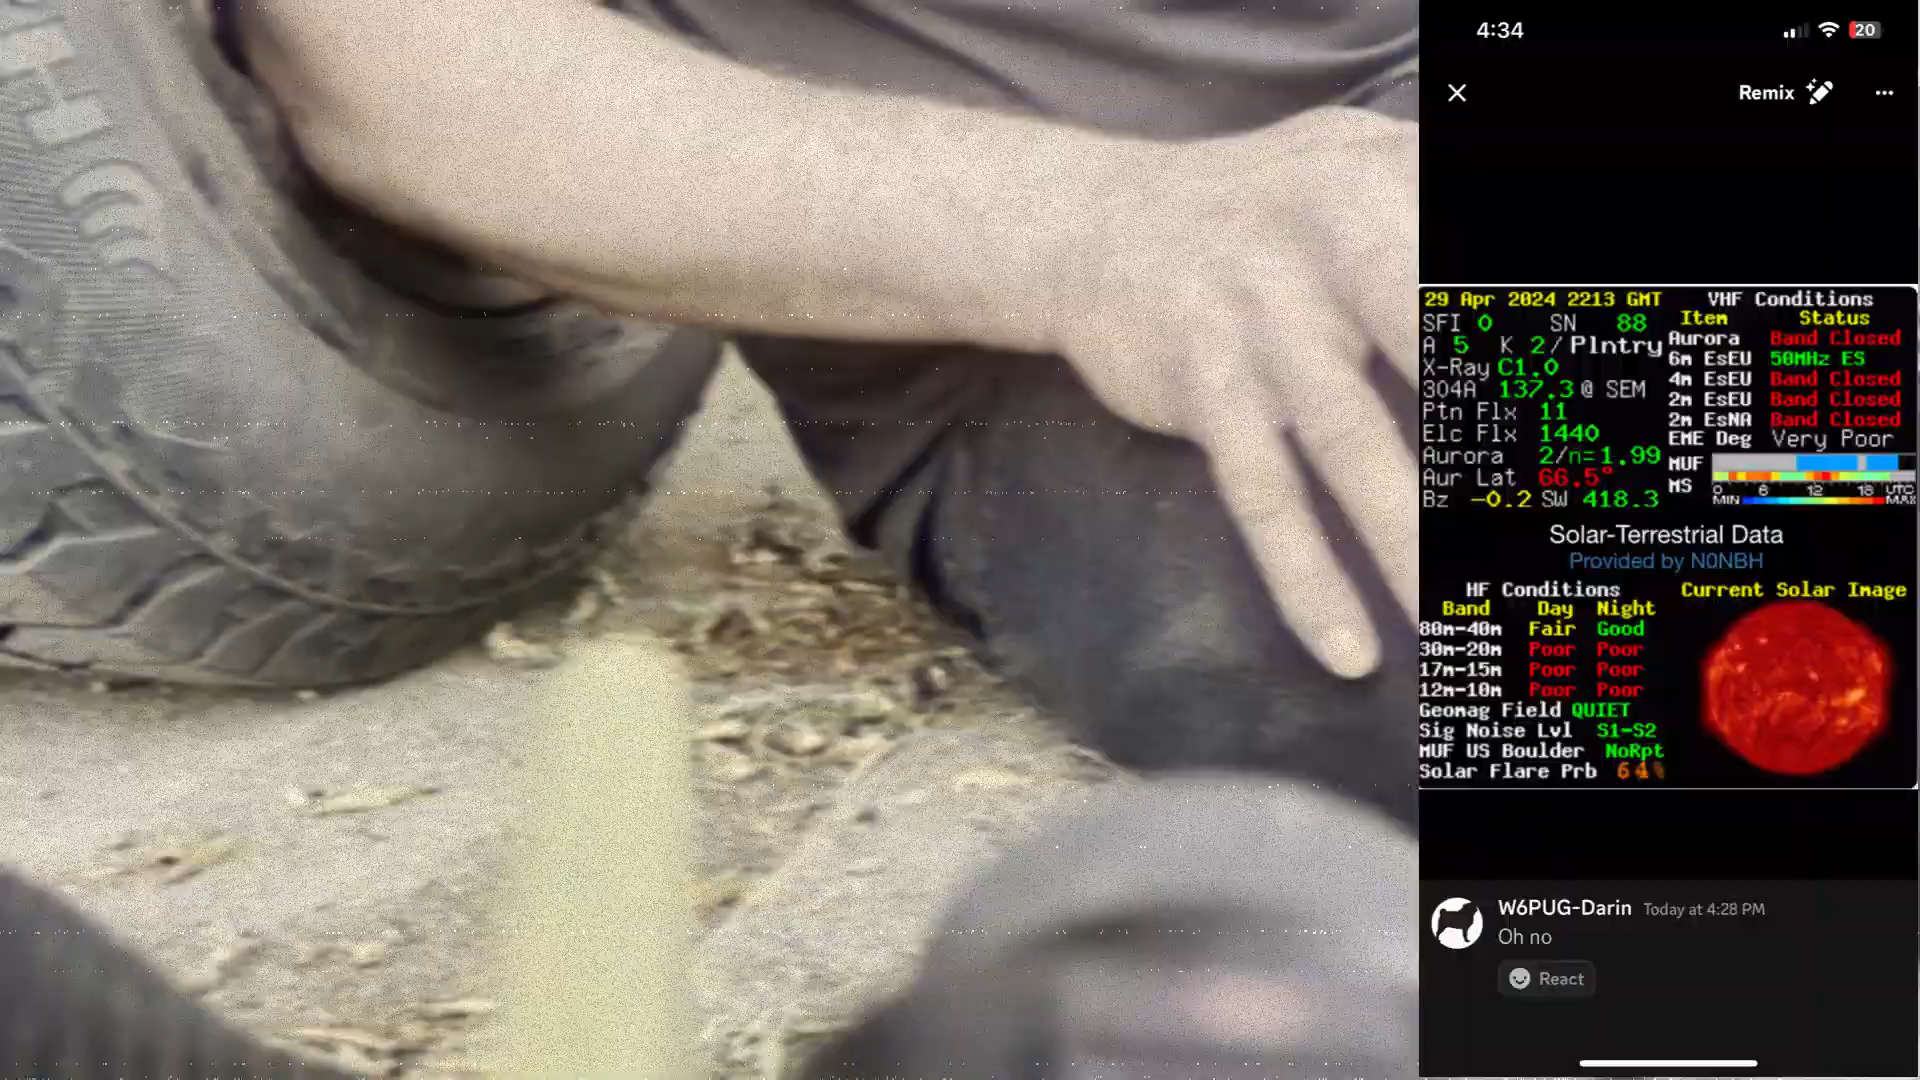 4:34
20
Remix
29 Apr 2024 2213 GMT
SFI 0 SN 88
A 5 K 2/Plntry
X-Ray C1.0
304A 137.3 @ SEM
Ptn Flx 11
Elc Flx 1440
Aurora 2/n=1.99
Aur Lat 66.5°
Bz -0.2 SW 418.3
VHF Conditions
Item Status
Aurora Band Closed
6m EsEU 50MHz ES
4m EsEU Band Closed
2m EsEU Band Closed
2m EsNA Band Closed
EME Deg Very Poor
MUF
MS
0 6 12 18 UTC
MIN MAX
Solar-Terrestrial Data
Provided by N0NBH
HF Conditions
Band Day Night
80m-40m Fair Good
30m-20m Poor Poor
17m-15m Poor Poor
12m-10m Poor Poor
Geomag Field QUIET
Sig Noise Lvl S1-S2
MUF US Boulder NoRpt
Solar Flare Prb 64%
Current Solar Image
W6PUG-Darin Today at 4:28 PM
Oh no
React